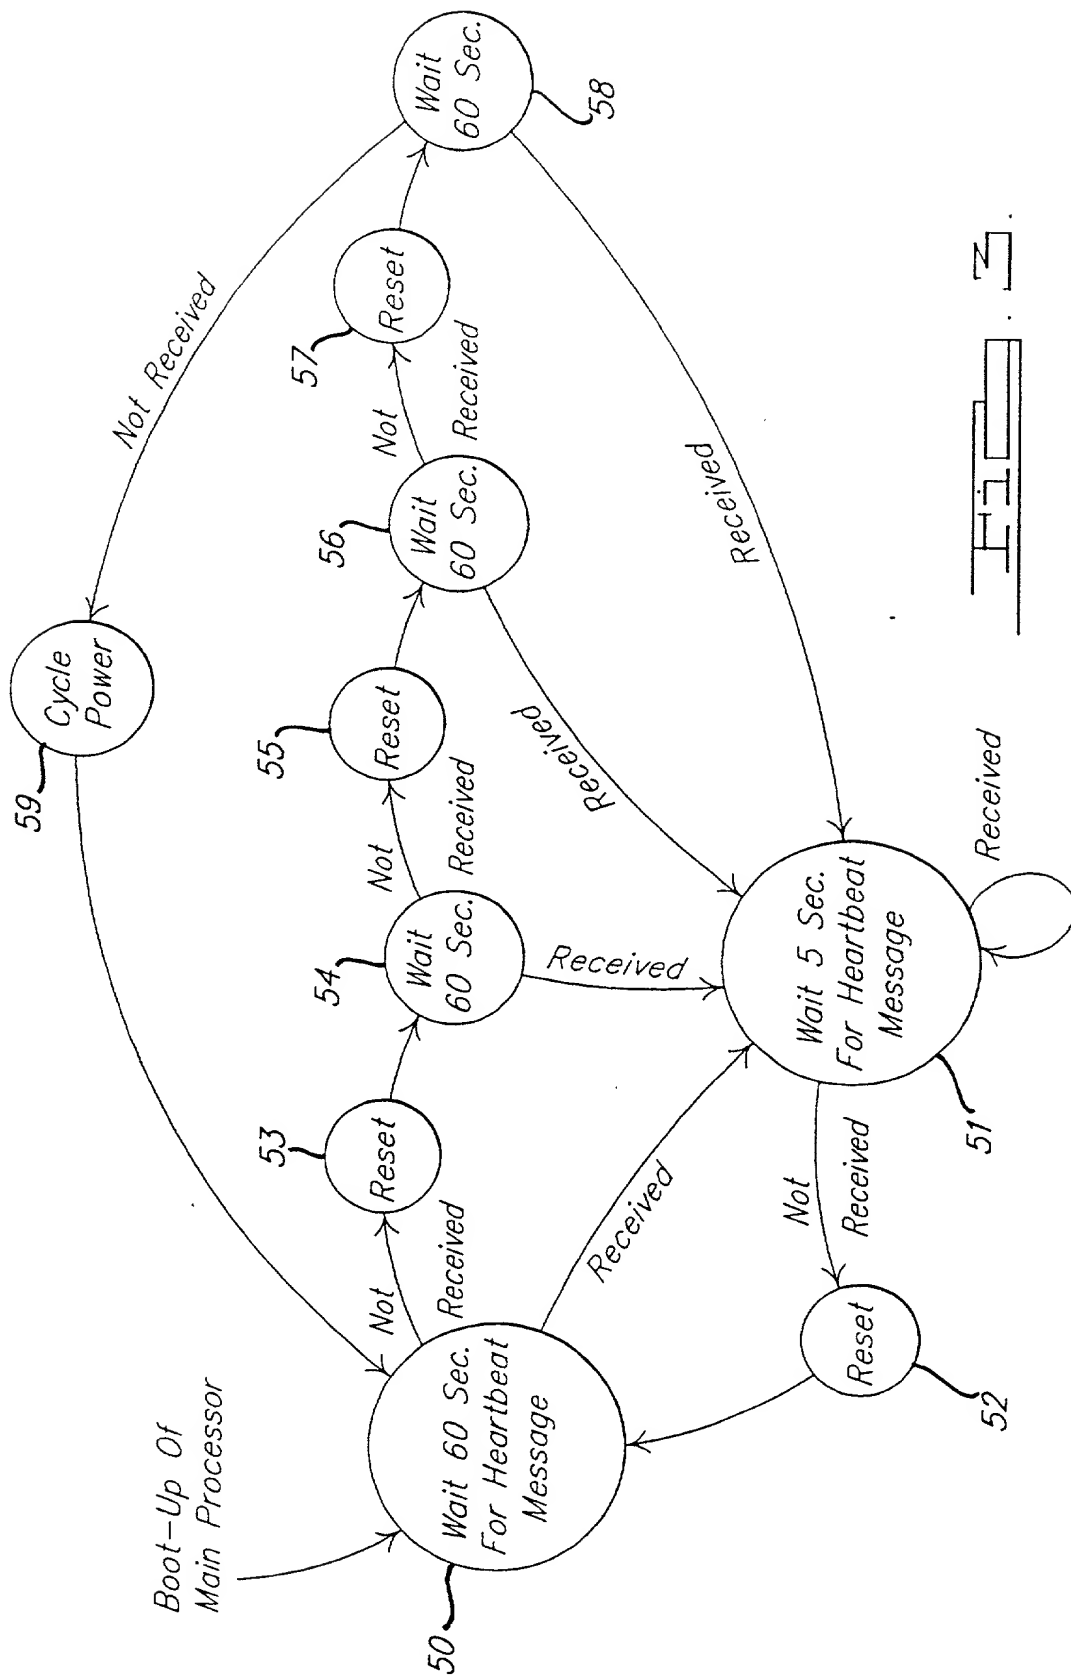 Boot-Up Of
Main Processor
59
Cycle
Power
Not Received
50
Wait 60 Sec.
For Heartbeat
Message
Not
Received
53
Reset
54
Wait
60 Sec.
Not
Received
55
Reset
56
Wait
60 Sec.
Not
Received
57
Reset
58
Wait
60 Sec.
Received
Received
Received
Received
52
Reset
Not
Received
51
Wait 5 Sec.
For Heartbeat
Message
Received
Fig. 3.